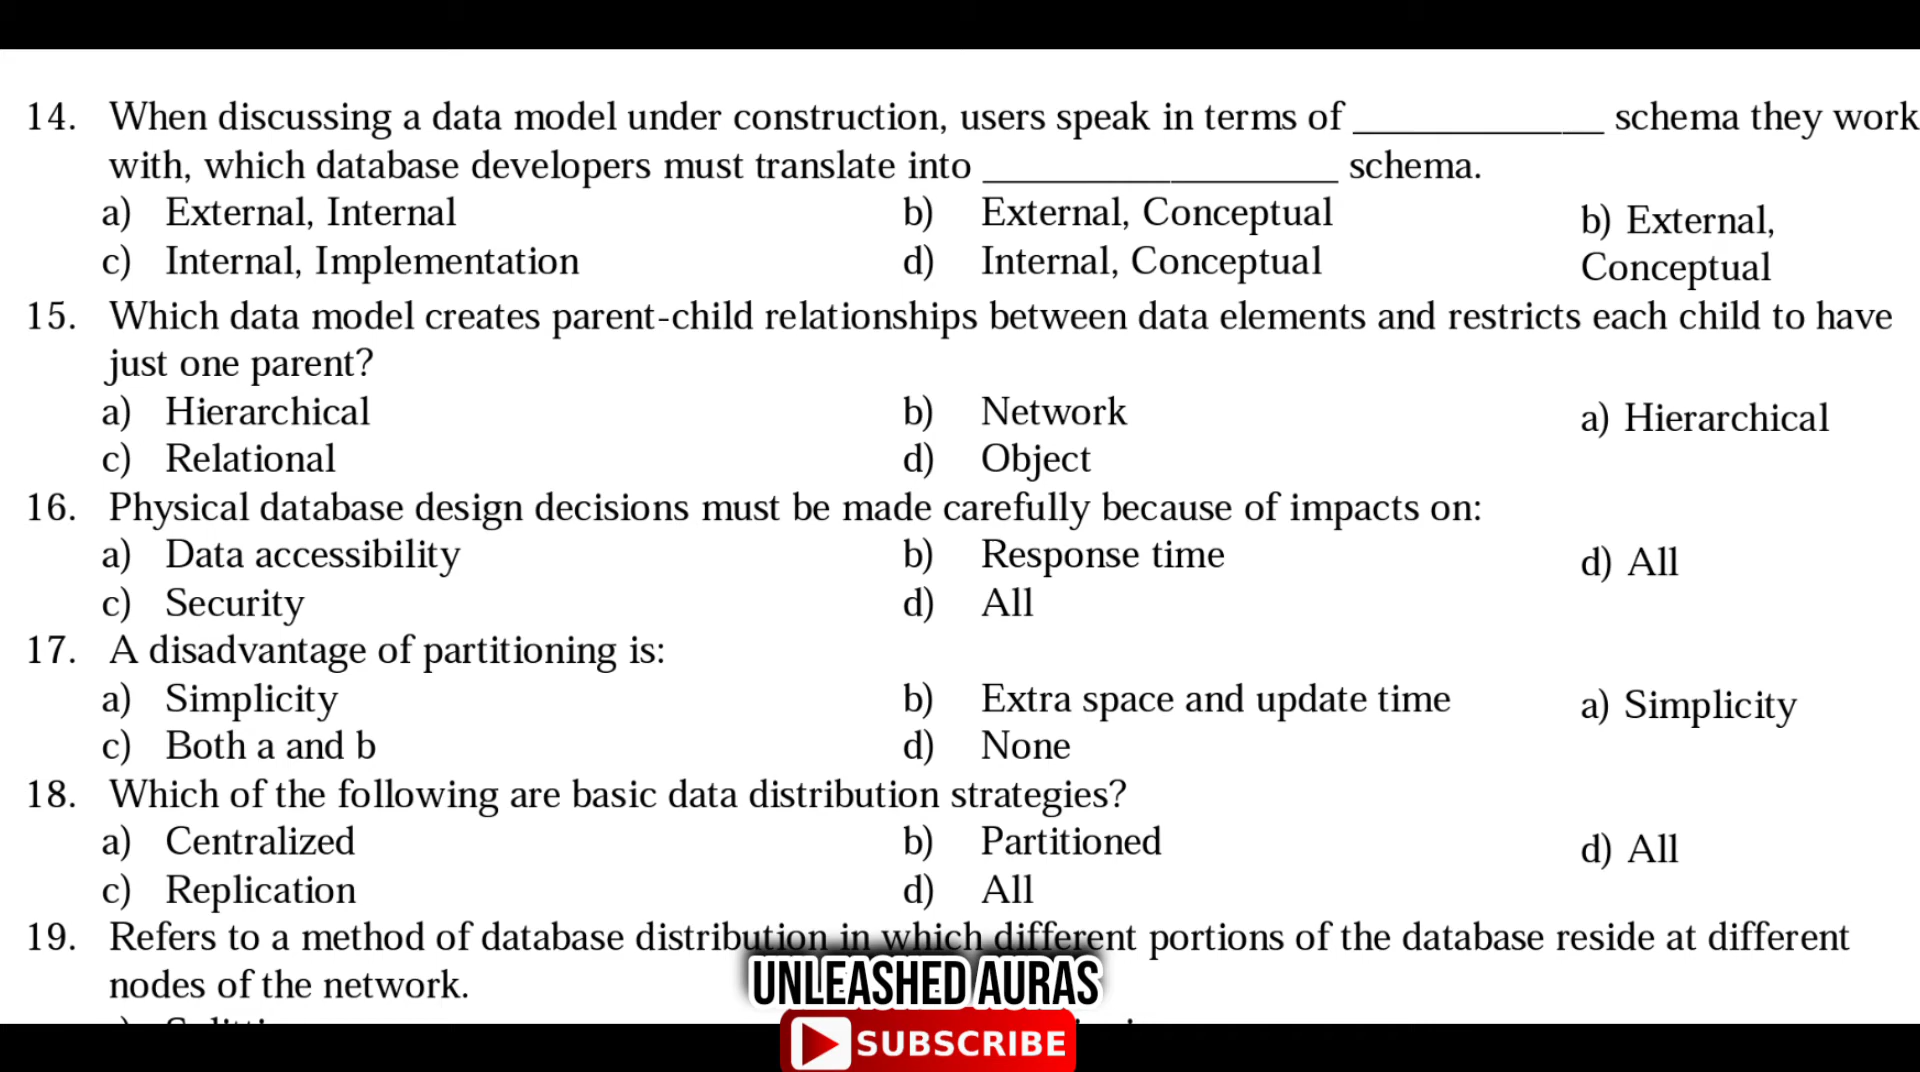 14. When discussing a data model under construction, users speak in terms of ____________ schema they work
with, which database developers must translate into _________________ schema.
a) External, Internal b) External, Conceptual b) External,
c) Internal, Implementation d) Internal, Conceptual Conceptual
15. Which data model creates parent-child relationships between data elements and restricts each child to have
just one parent?
a) Hierarchical b) Network a) Hierarchical
c) Relational d) Object
16. Physical database design decisions must be made carefully because of impacts on:
a) Data accessibility b) Response time d) All
c) Security d) All
17. A disadvantage of partitioning is:
a) Simplicity b) Extra space and update time a) Simplicity
c) Both a and b d) None
18. Which of the following are basic data distribution strategies?
a) Centralized b) Partitioned d) All
c) Replication d) All
19. Refers to a method of database distribution in which different portions of the database reside at different
nodes of the network.
UNLEASHED AURAS
SUBSCRIBE